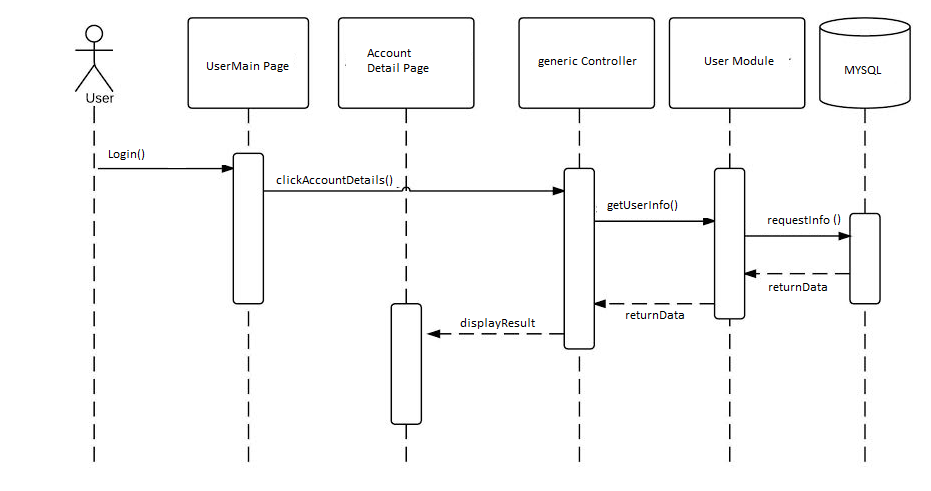 User
UserMain Page
Account
Detail Page
generic Controller
User Module
MYSQL
Login()
clickAccountDetails()
getUserInfo()
requestInfo ()
returnData
returnData
displayResult